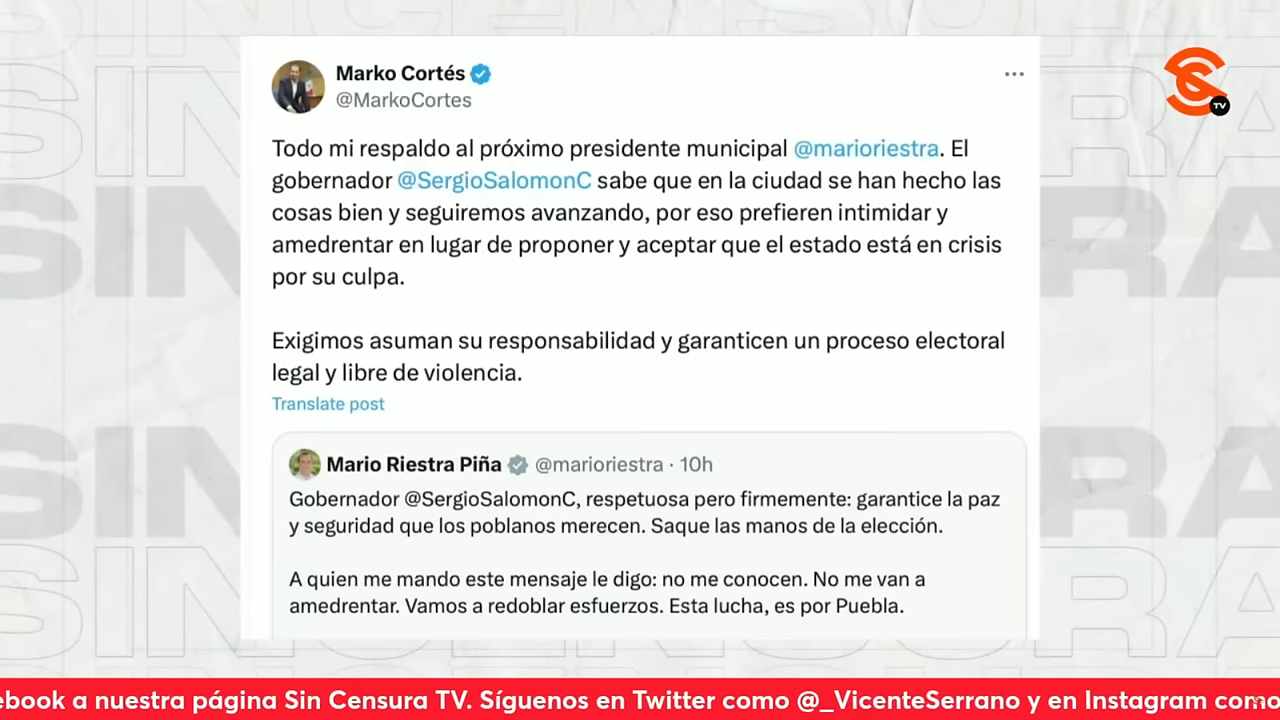 Marko Cortés
@MarkoCortes
Todo mi respaldo al próximo presidente municipal @marioriestra. El
gobernador @SergioSalomonC sabe que en la ciudad se han hecho las
cosas bien y seguiremos avanzando, por eso prefieren intimidar y
amedrentar en lugar de proponer y aceptar que el estado está en crisis
por su culpa.
Exigimos asuman su responsabilidad y garanticen un proceso electoral
legal y libre de violencia.
Translate post
Mario Riestra Piña @marioriestra · 10h
Gobernador @SergioSalomonC, respetuosa pero firmemente: garantice la paz
y seguridad que los poblanos merecen. Saque las manos de la elección.
A quien me mando este mensaje le digo: no me conocen. No me van a
amedrentar. Vamos a redoblar esfuerzos. Esta lucha, es por Puebla.
TV
ebook a nuestra página Sin Censura TV. Síguenos en Twitter como @_VicenteSerrano y en Instagram como
SIN CENSURA
SIN CENSURA
SIN CENSURA